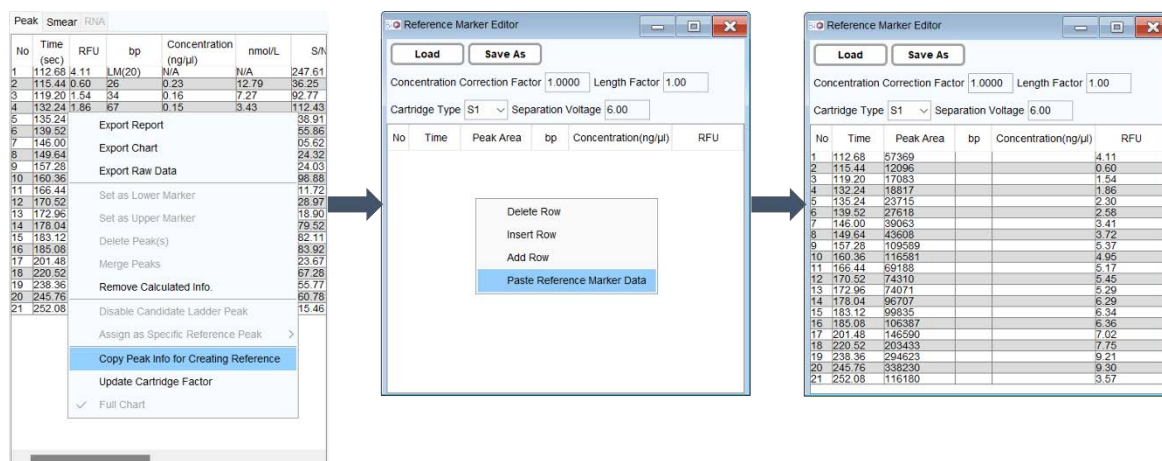 Peak Smear RNA
No Time (sec) RFU bp Concentration (ng/µl) nmol/L S/N
1 112.68 4.11 LM(20) N/A N/A 247.61
2 115.44 0.60 26 0.23 12.79 36.25
3 119.20 1.54 34 0.16 7.27 92.77
4 132.24 1.86 67 0.15 3.43 112.43
5 135.24 38.91
6 139.52 55.86
7 146.00 05.62
8 149.64 24.32
9 157.28 24.03
10 160.36 98.88
11 166.44 11.72
12 170.52 28.97
13 172.96 18.90
14 178.04 79.52
15 183.12 82.11
16 185.08 83.92
17 201.48 23.67
18 220.52 67.28
19 238.36 55.77
20 245.76 60.78
21 252.08 15.46
Export Report
Export Chart
Export Raw Data
Set as Lower Marker
Set as Upper Marker
Delete Peak(s)
Merge Peaks
Remove Calculated Info.
Disable Candidate Ladder Peak
Assign as Specific Reference Peak
Copy Peak Info for Creating Reference
Update Cartridge Factor
Full Chart
Reference Marker Editor
Load Save As
Concentration Correction Factor 1.0000 Length Factor 1.00
Cartridge Type S1 Separation Voltage 6.00
No Time Peak Area bp Concentration(ng/µl) RFU
Delete Row
Insert Row
Add Row
Paste Reference Marker Data
Reference Marker Editor
Load Save As
Concentration Correction Factor 1.0000 Length Factor 1.00
Cartridge Type S1 Separation Voltage 6.00
No Time Peak Area bp Concentration(ng/µl) RFU
1 112.68 57369 4.11
2 115.44 12096 0.60
3 119.20 17083 1.54
4 132.24 18817 1.86
5 135.24 23715 2.30
6 139.52 27618 2.58
7 146.00 39063 3.41
8 149.64 43608 3.72
9 157.28 109589 5.37
10 160.36 116581 4.95
11 166.44 69188 5.17
12 170.52 74310 5.45
13 172.96 74071 5.29
14 178.04 96707 6.29
15 183.12 99835 6.34
16 185.08 106387 6.36
17 201.48 146590 7.02
18 220.52 203433 7.75
19 238.36 294623 9.21
20 245.76 338230 9.30
21 252.08 116180 3.57